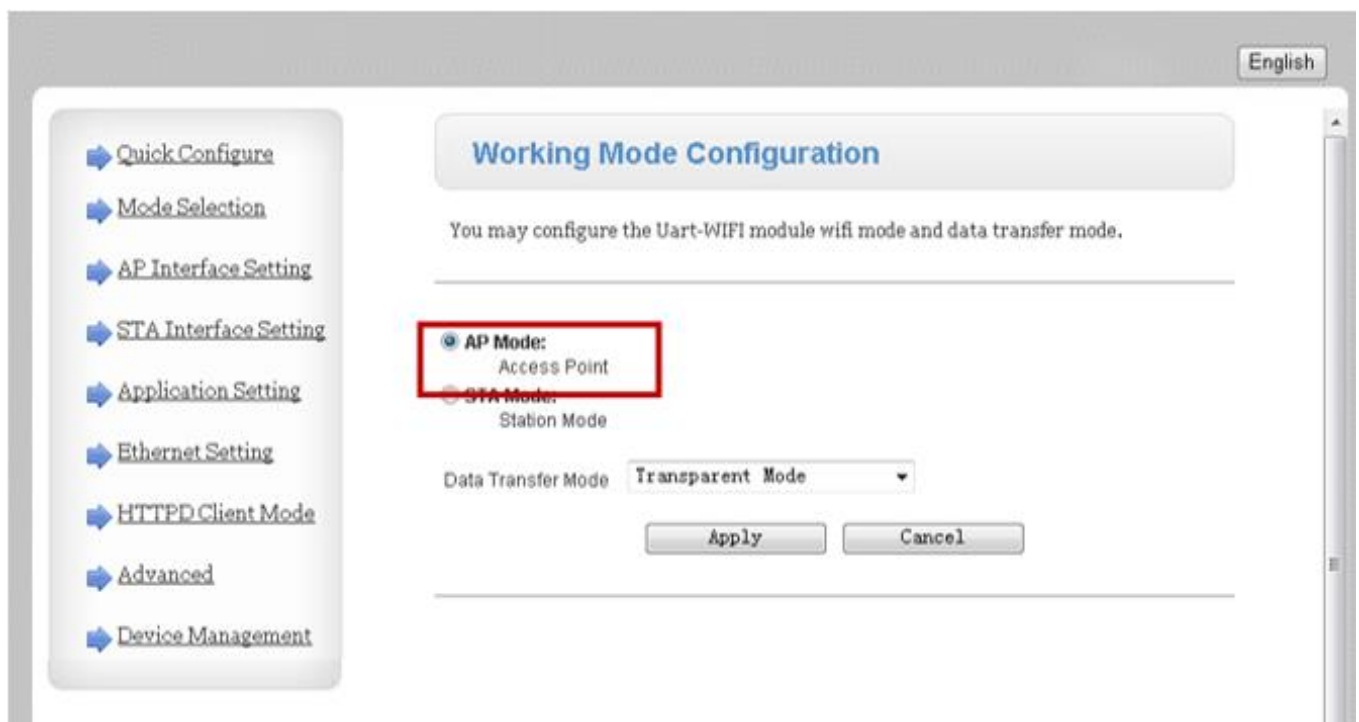 English
Quick Configure
Mode Selection
AP Interface Setting
STA Interface Setting
Application Setting
Ethernet Setting
HTTPD Client Mode
Advanced
Device Management
Working Mode Configuration
You may configure the Uart-WIFI module wifi mode and data transfer mode.
AP Mode:
Access Point
STA Mode:
Station Mode
Data Transfer Mode Transparent Mode
Apply Cancel